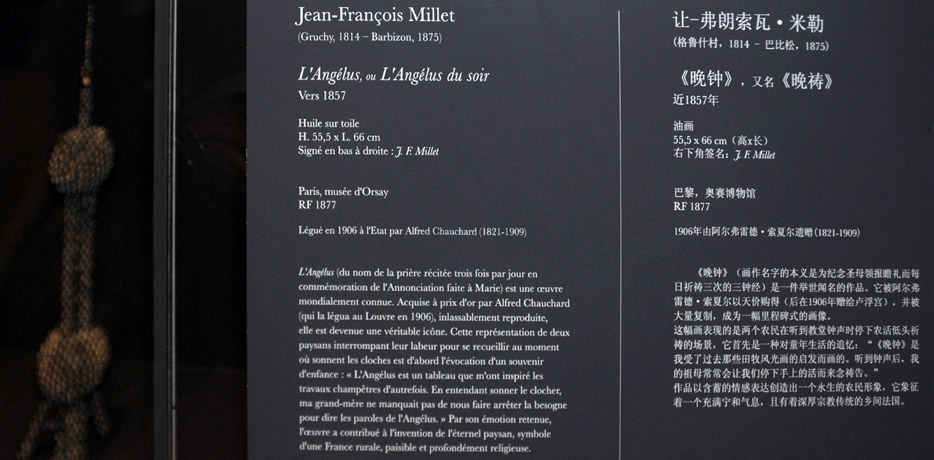 Jean-François Millet
(Gruchy, 1814 – Barbizon, 1875)
L'Angélus, ou L'Angélus du soir
Vers 1857
Huile sur toile
H. 55,5 x L. 66 cm
Signé en bas à droite : J. F. Millet
Paris, musée d'Orsay
RF 1877
Légué en 1906 à l'Etat par Alfred Chauchard (1821-1909)
L'Angélus (du nom de la prière récitée trois fois par jour en
commémoration de l'Annonciation faite à Marie) est une œuvre
mondialement connue. Acquise à prix d'or par Alfred Chauchard
(qui la légua au Louvre en 1906), inlassablement reproduite,
elle est devenue une véritable icône. Cette représentation de deux
paysans interrompant leur labeur pour se recueillir au moment
où sonnent les cloches est d'abord l'évocation d'un souvenir
d'enfance : « L'Angélus est un tableau que m'ont inspiré les
travaux champêtres d'autrefois. En entendant sonner le clocher,
ma grand-mère ne manquait pas de nous faire arrêter la besogne
pour dire les paroles de l'Angélus. » Par son émotion retenue,
l'œuvre a contribué à l'invention de l'éternel paysan, symbole
d'une France rurale, paisible et profondément religieuse.
让-弗朗索瓦·米勒
(格鲁什村, 1814 - 巴比松, 1875)
《晚钟》, 又名《晚祷》
近1857年
油画
55,5 x 66 cm (高x长)
右下角签名: J. F. Millet
巴黎, 奥赛博物馆
RF 1877
1906年由阿尔弗雷德·索夏尔遗赠 (1821-1909)
《晚钟》(画作名字的本义是为纪念圣母领报瞻礼而每
日祈祷三次的三钟经) 是一件举世闻名的作品。它被阿尔弗
雷德·索夏尔以天价购得 (后在1906年赠给卢浮宫), 并被
大量复制, 成为一幅里程碑式的画像。
这幅画表现的是两个农民在听到教堂钟声时停下农活低头祈
祷的场景, 它首先是一种对童年生活的追忆: “《晚钟》是
我受了过去那些田牧风光画的启发而画的。听到钟声后, 我
的祖母常常会让我们停下手上的活而来念祷告。”
作品以含蓄的情感表达创造出一个永生的农民形象, 它象征
着一个充满宁和气息, 且有着深厚宗教传统的乡间法国。